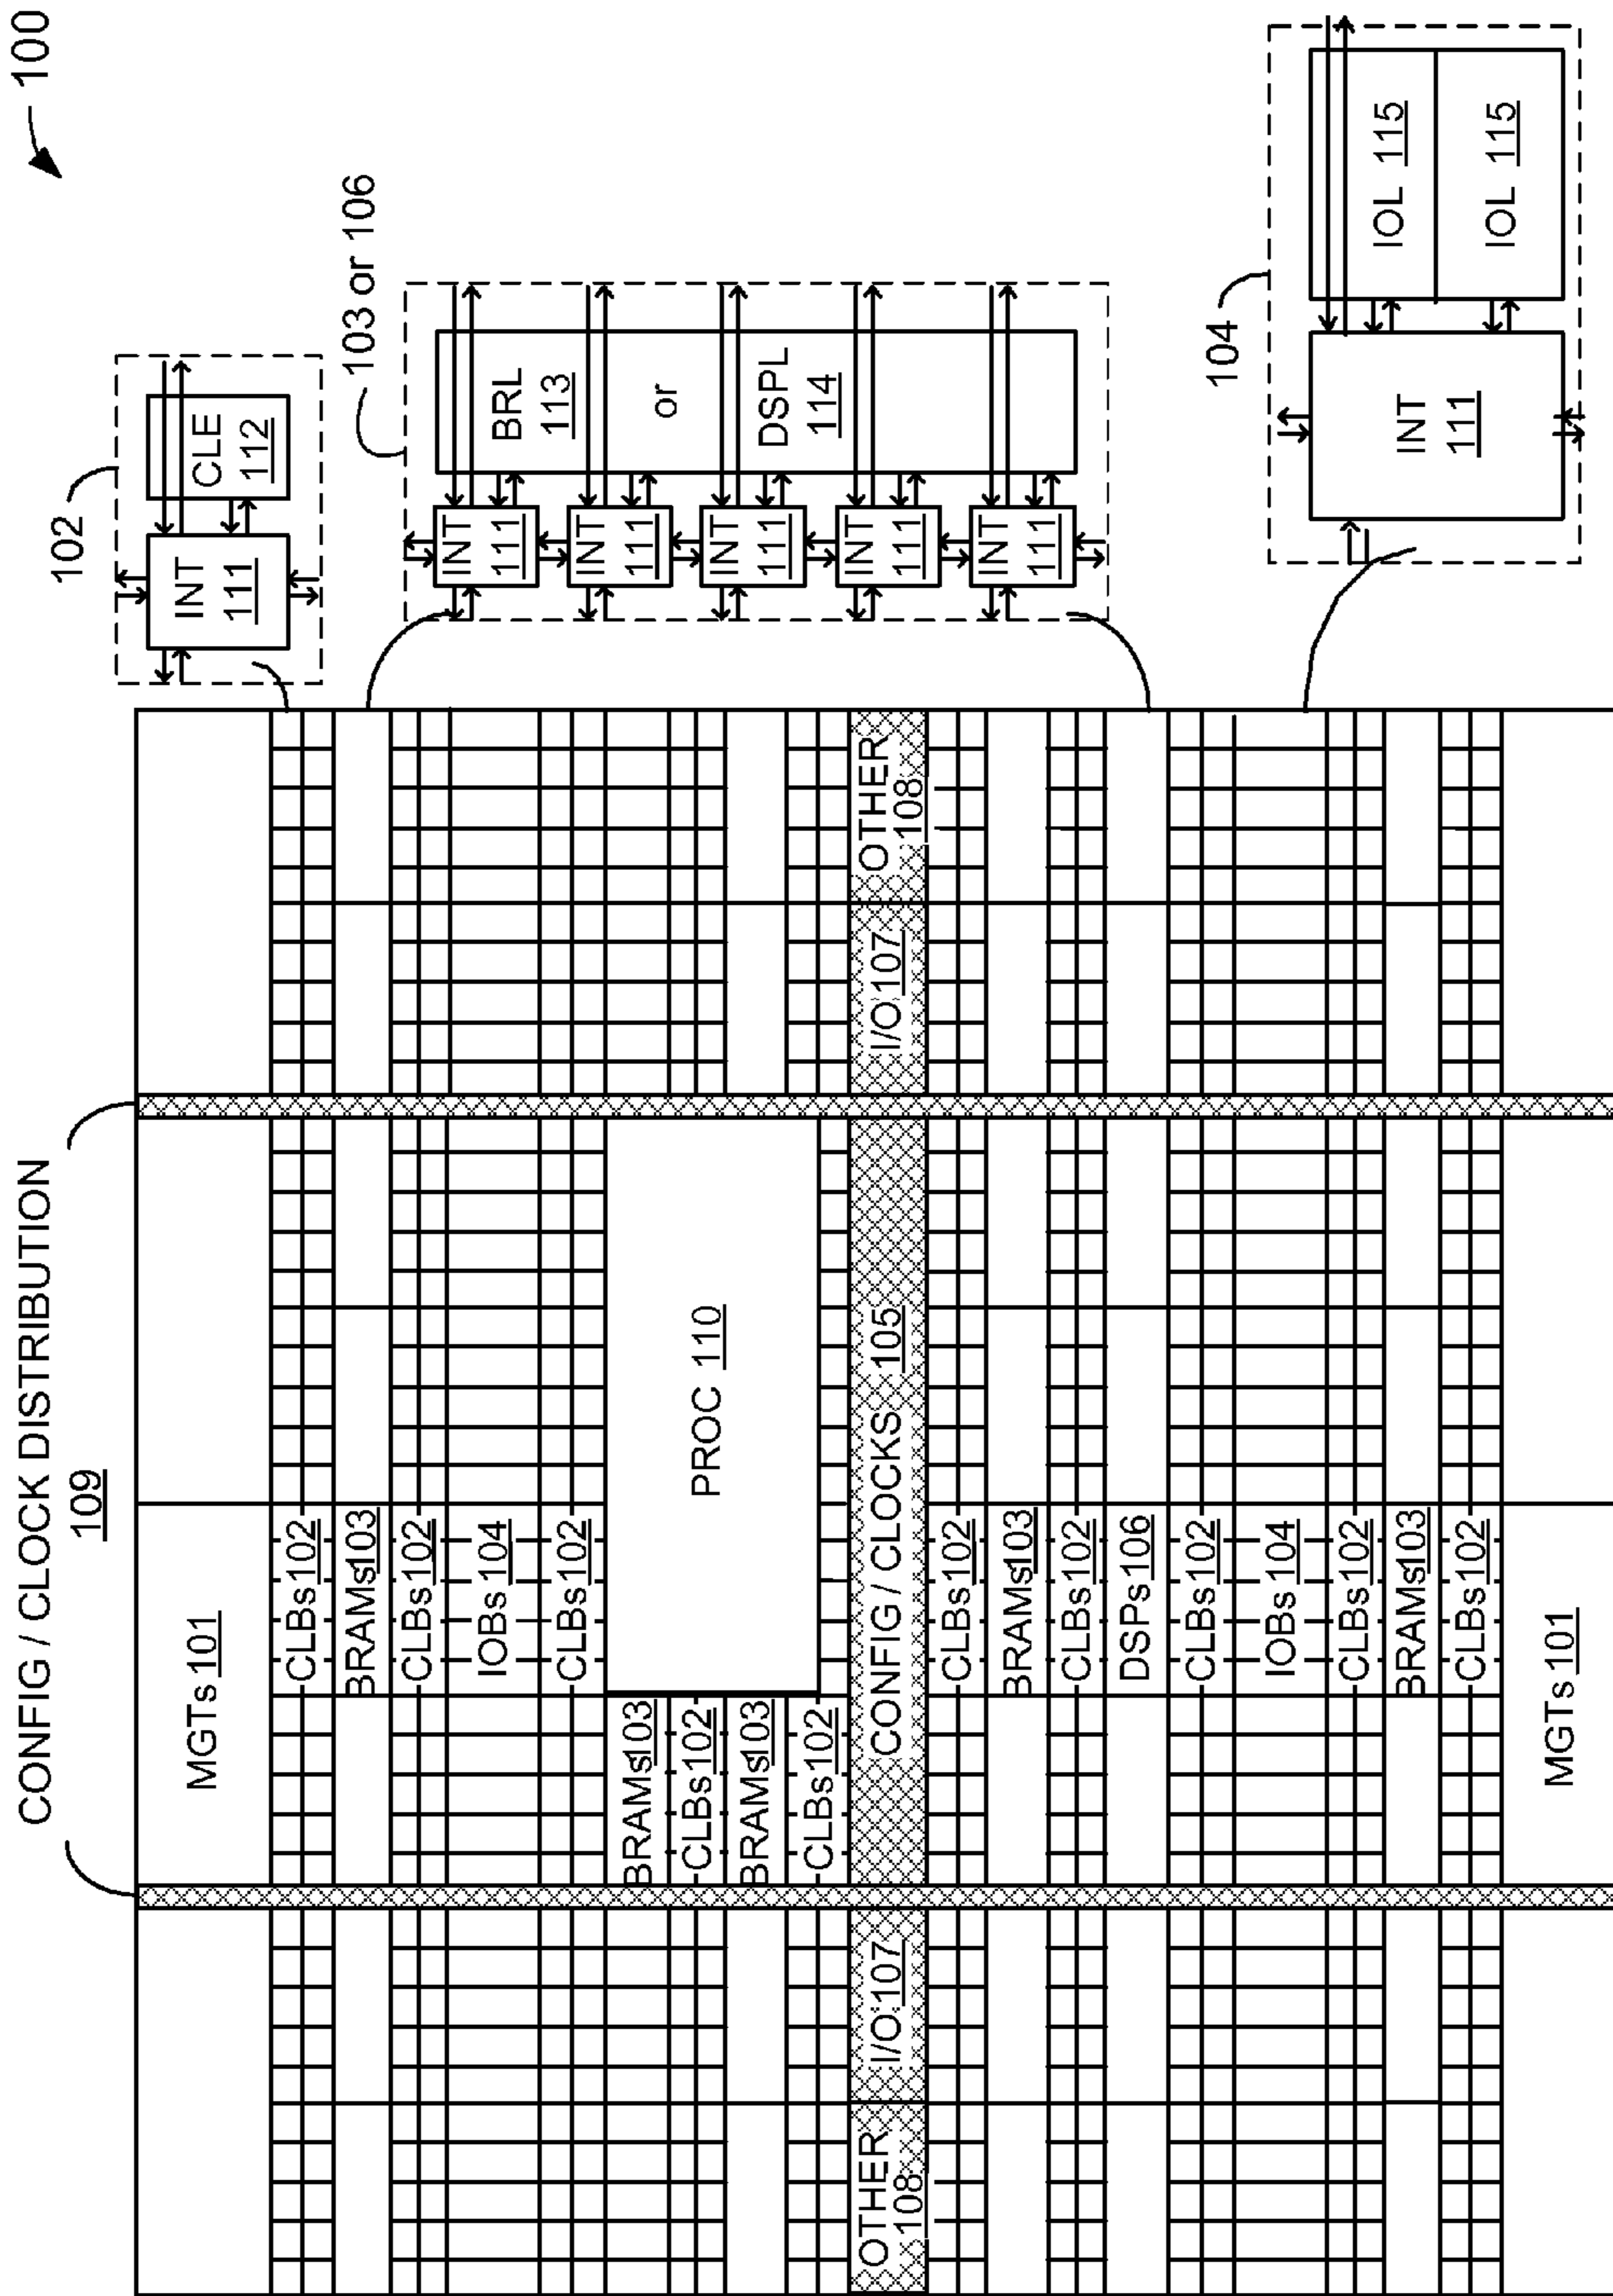 100
CONFIG / CLOCK DISTRIBUTION
109
MGTs 101
CLBs 102
BRAMs 103
CLBs 102
IOBs 104
CLBs 102
BRAMs 103
CLBs 102
BRAMs 103
CLBs 102
PROC 110
OTHER
108
I/O 107
CONFIG / CLOCKS 105
I/O 107
OTHER
108
CLBs 102
BRAMs 103
CLBs 102
DSPs 106
CLBs 102
IOBs 104
CLBs 102
BRAMs 103
CLBs 102
MGTs 101
102
INT
111
CLE
112
103 or 106
INT
111
INT
111
INT
111
INT
111
INT
111
BRL
113
or
DSPL
114
104
INT
111
IOL 115
IOL 115